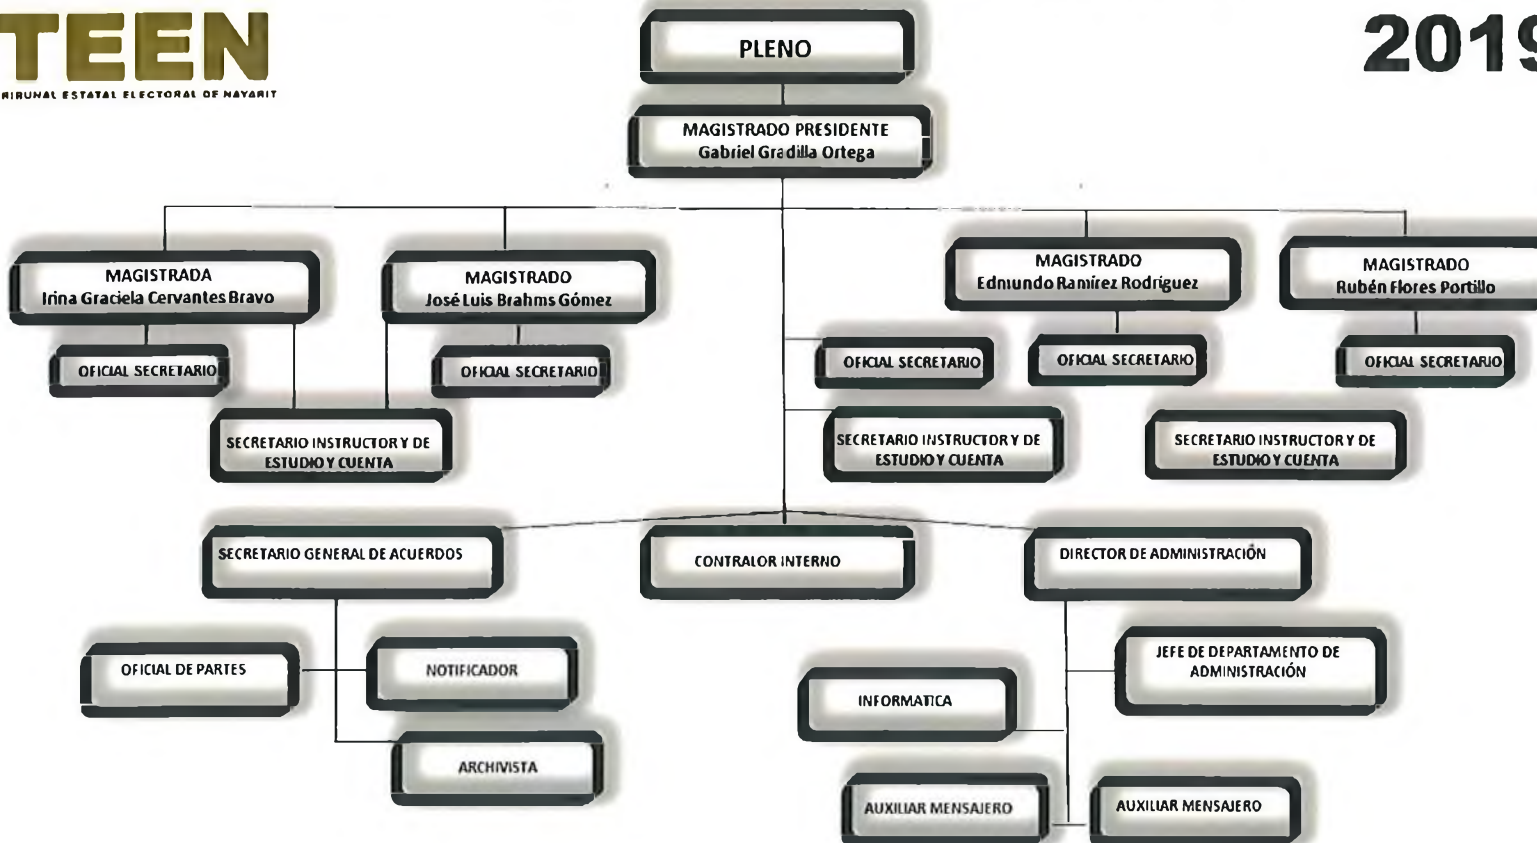 TEEN
TRIBUNAL ESTATAL ELECTORAL DE NAYARIT
2019
PLENO
MAGISTRADO PRESIDENTE
Gabriel Gradilla Ortega
MAGISTRADA
Irina Graciela Cervantes Bravo
MAGISTRADO
José Luis Brahms Gómez
MAGISTRADO
Edmundo Ramírez Rodríguez
MAGISTRADO
Rubén Flores Portillo
OFICIAL SECRETARIO
OFICIAL SECRETARIO
OFICIAL SECRETARIO
OFICIAL SECRETARIO
OFICIAL SECRETARIO
SECRETARIO INSTRUCTOR Y DE
ESTUDIO Y CUENTA
SECRETARIO INSTRUCTOR Y DE
ESTUDIO Y CUENTA
SECRETARIO INSTRUCTOR Y DE
ESTUDIO Y CUENTA
SECRETARIO GENERAL DE ACUERDOS
CONTRALOR INTERNO
DIRECTOR DE ADMINISTRACIÓN
OFICIAL DE PARTES
NOTIFICADOR
ARCHIVISTA
JEFE DE DEPARTAMENTO DE
ADMINISTRACIÓN
INFORMATICA
AUXILIAR MENSAJERO
AUXILIAR MENSAJERO